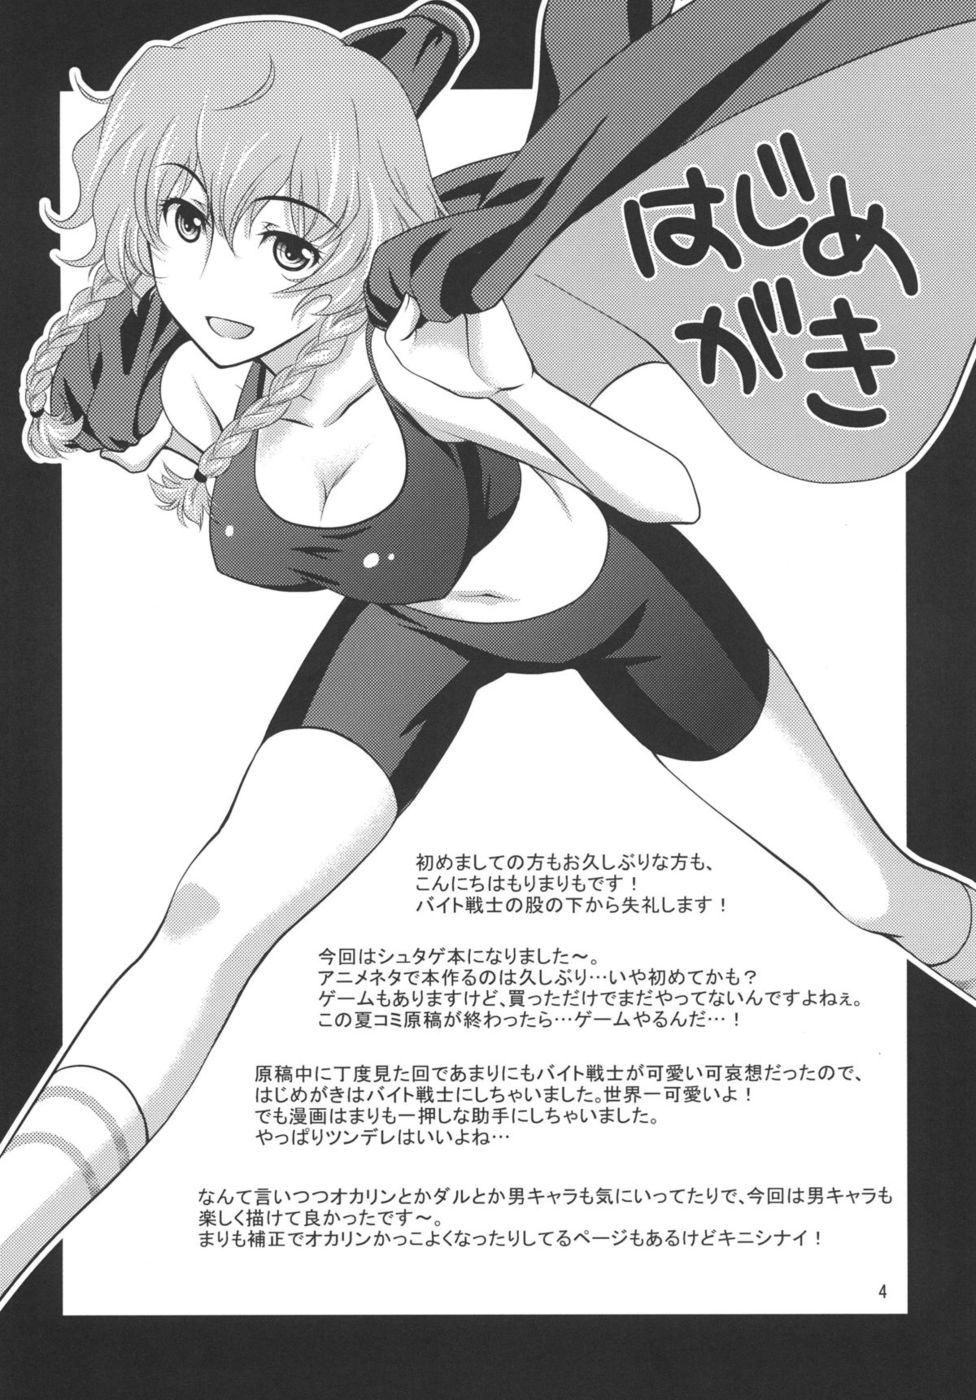 はじめ
がき
初めましての方もお久しぶりな方も、
こんにちはもりまりもです！
バイト戦士の股の下から失礼します！
今回はシュタゲ本になりました～。
アニメネタで本作るのは久しぶり…いや初めてかも？
ゲームもありますけど、買っただけでまだやってないんですよねぇ。
この夏コミ原稿が終わったら…ゲームやるんだ…！
原稿中に丁度見た回であまりにもバイト戦士が可愛い可哀想だったので、
はじめがきはバイト戦士にしちゃいました。世界一可愛いよ！
でも漫画はまりも一押しな助手にしちゃいました。
やっぱりツンデレはいいよね…
なんて言いつつオカリンとかダルとか男キャラも気にいってたりで、今回は男キャラも
楽しく描けて良かったです～。
まりも補正でオカリンかっこよくなったりしてるページもあるけどキニシナイ！
4